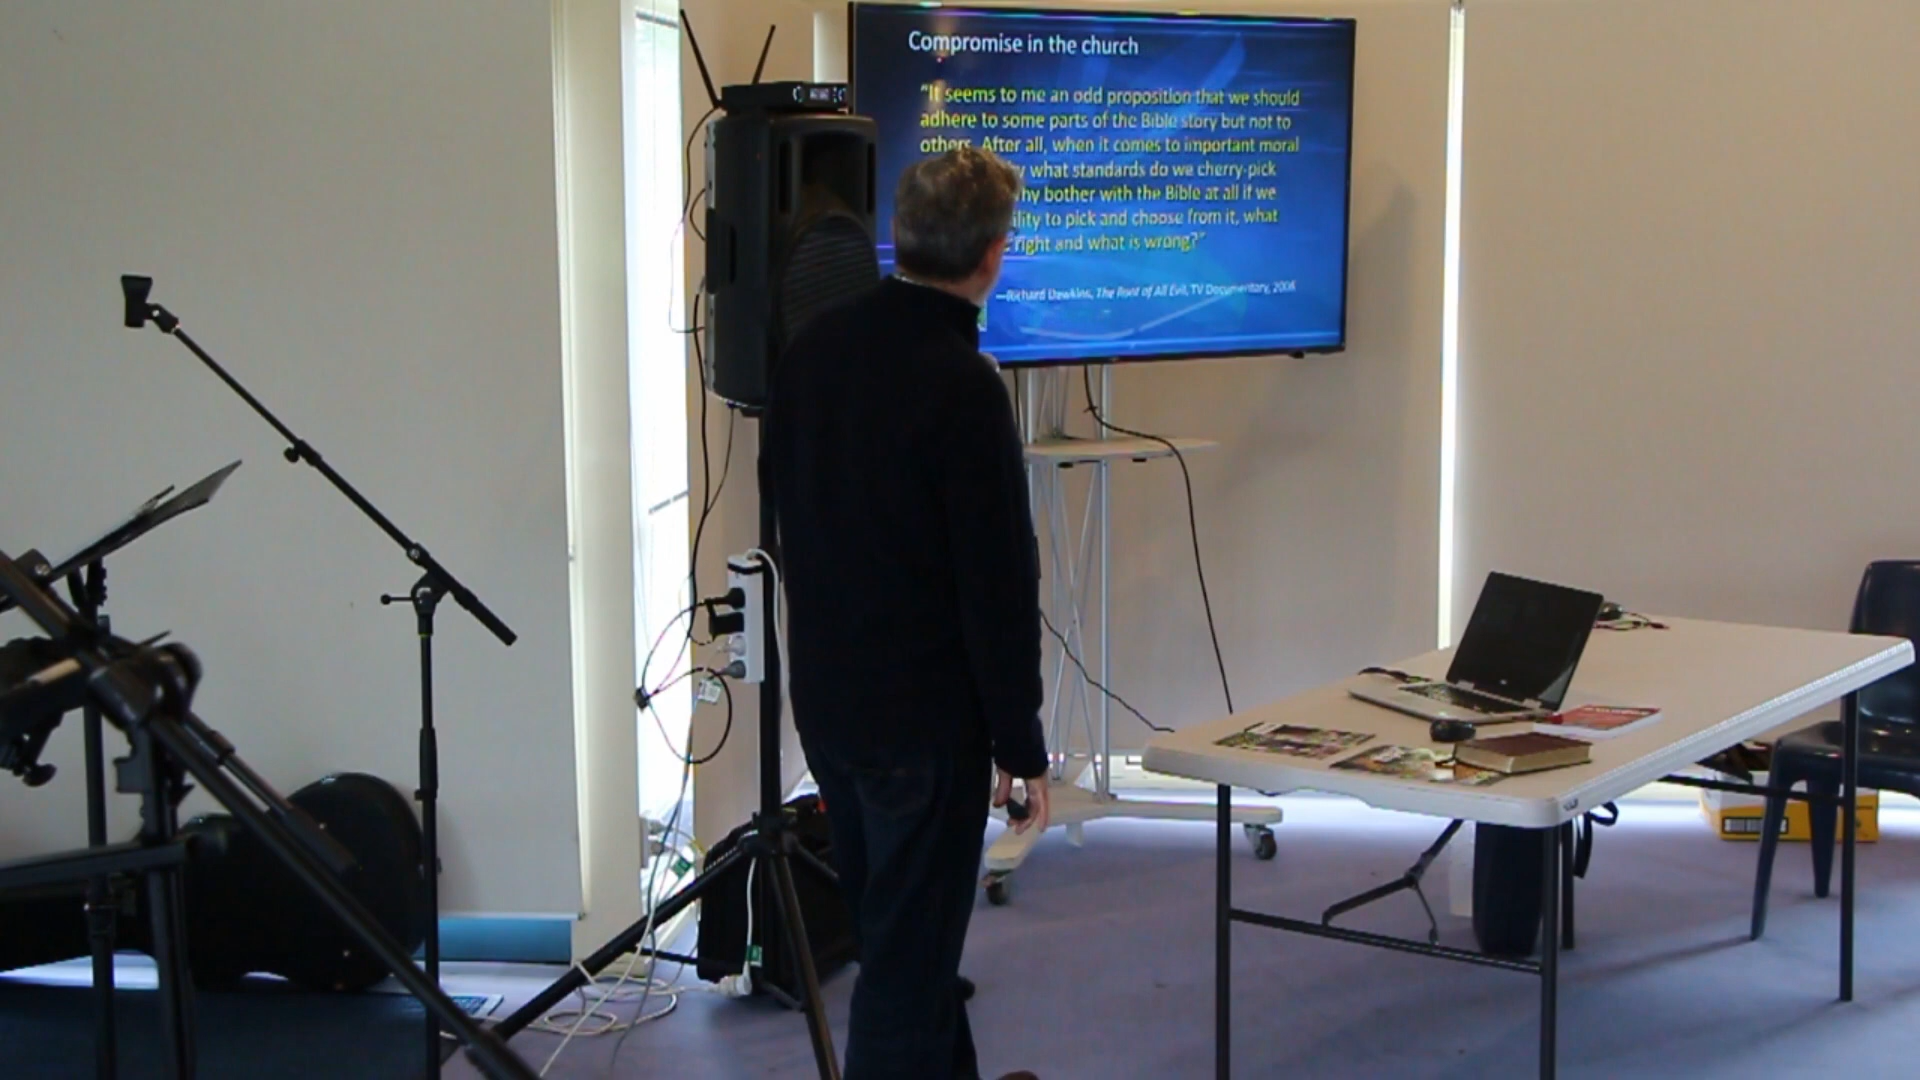 Compromise in the church
"It seems to me an odd proposition that we should
adhere to some parts of the Bible story but not to
others. After all, when it comes to important moral
what standards do we cherry-pick
hy bother with the Bible at all if we
ility to pick and choose from it, what
right and what is wrong?"
—Richard Dawkins, The Root of All Evil, TV Documentary, 2006